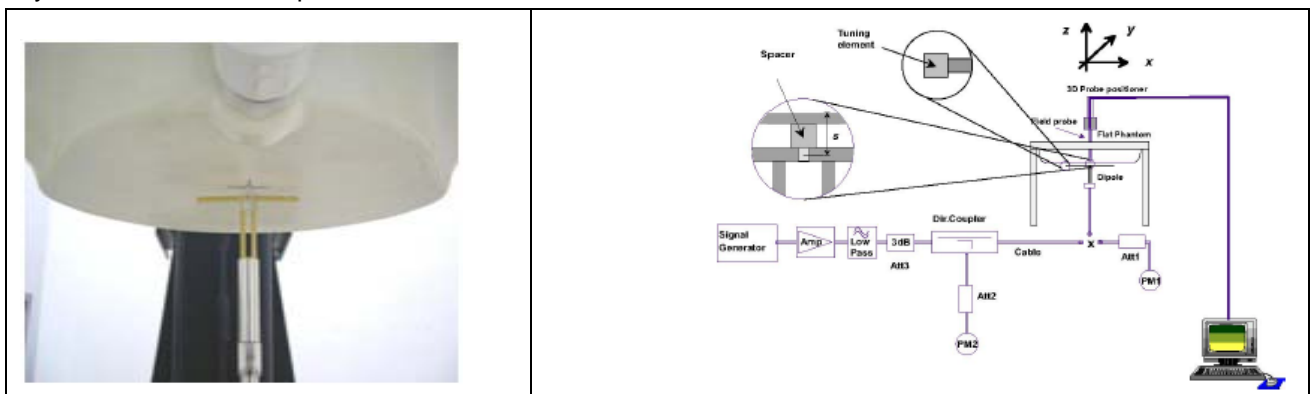 Tuning
element
Spacer
s
z
y
x
3D Probe positioner
Field probe
Flat Phantom
Dipole
Signal
Generator
Amp
Low
Pass
3dB
Att3
Dir.Coupler
Cable
x
Att1
PM1
Att2
PM2